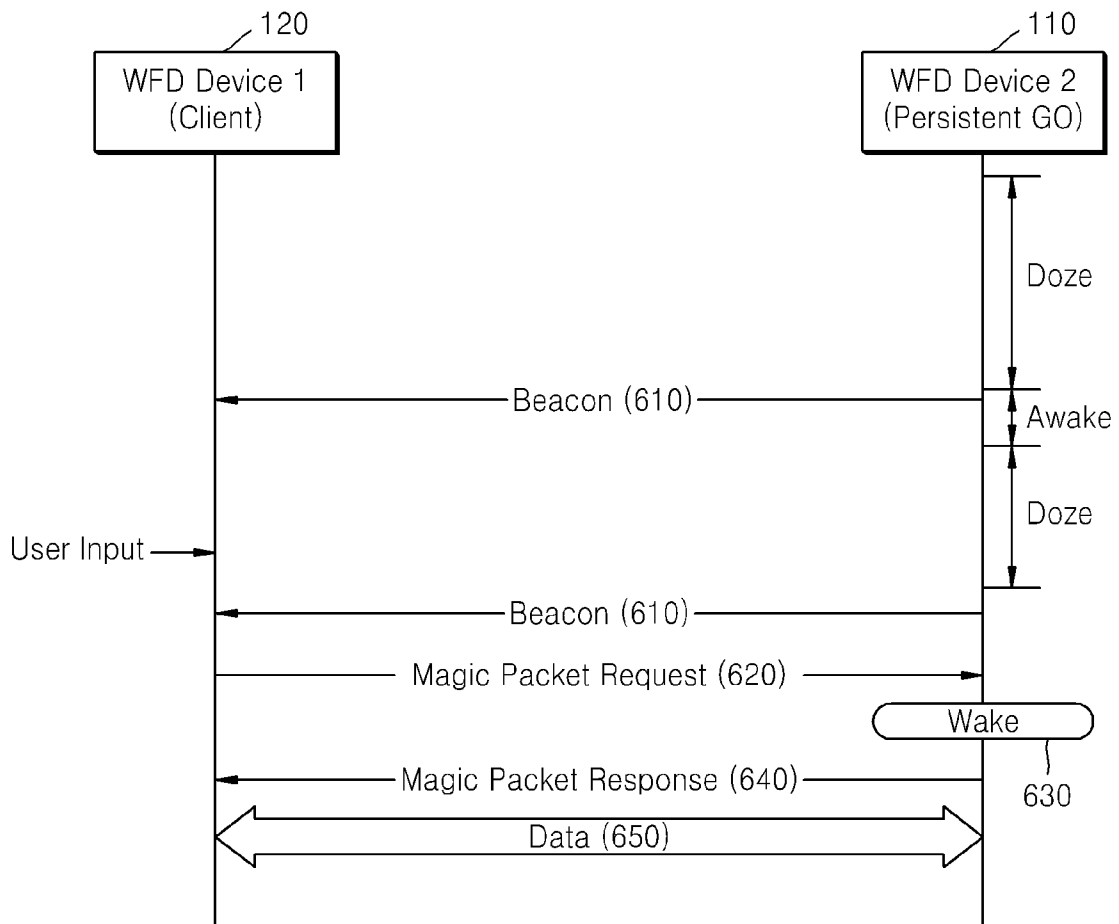 120
110
WFD Device 1
(Client)
WFD Device 2
(Persistent GO)
Doze
Beacon (610)
Awake
Doze
User Input
Beacon (610)
Magic Packet Request (620)
Wake
Magic Packet Response (640)
630
Data (650)